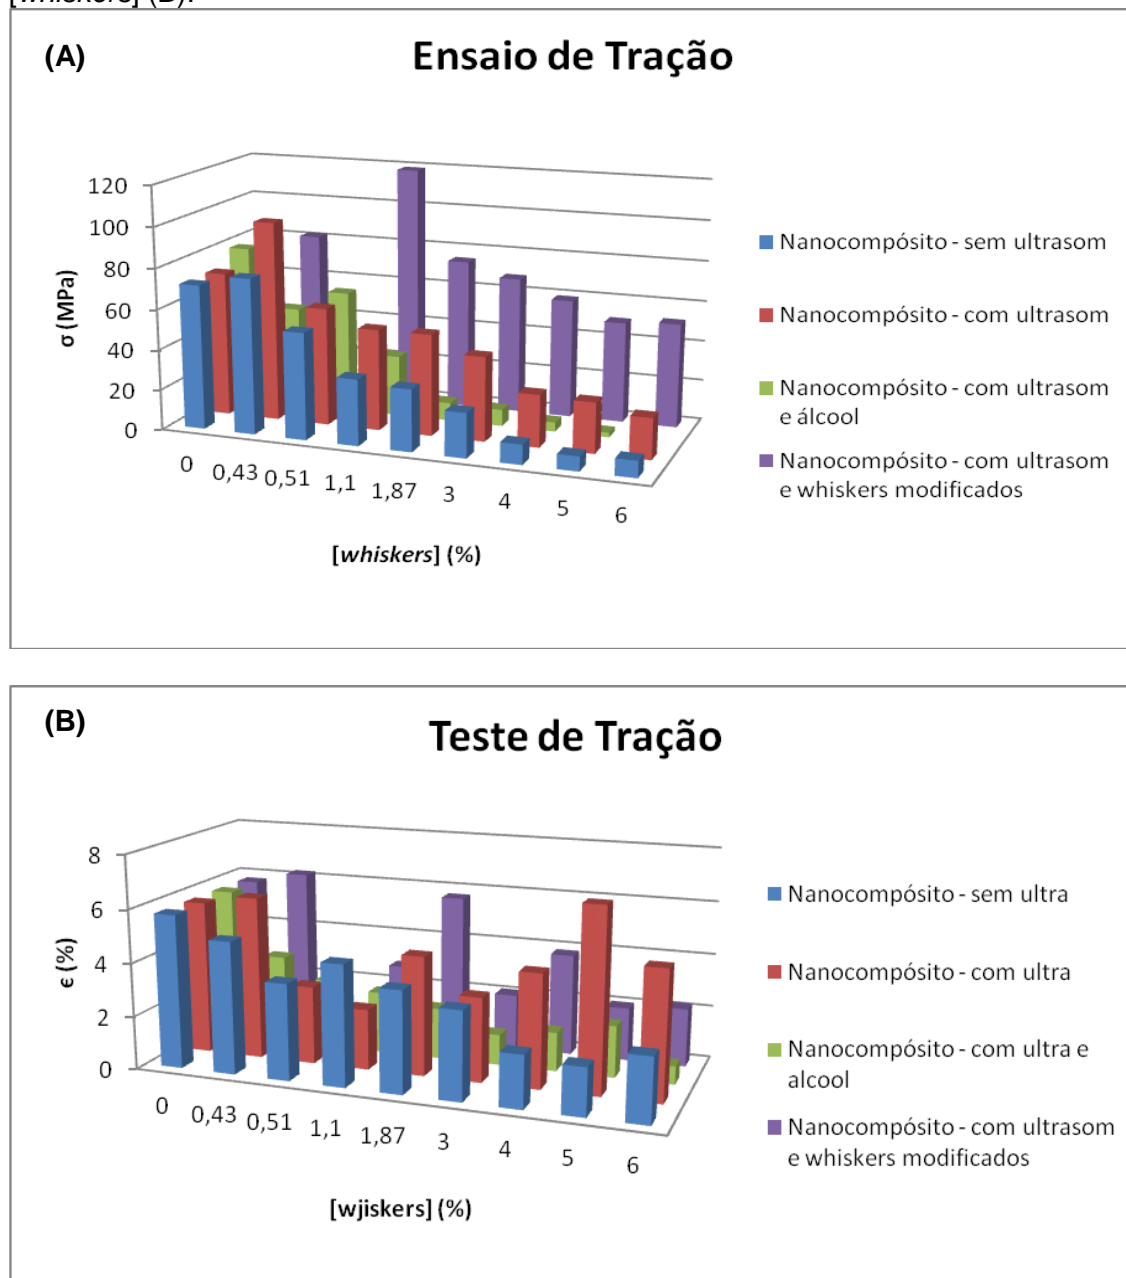 [whiskers] (B).
(A)
Ensaio de Tração
120
100
80
60
40
20
0
σ (MPa)
0
0,43
0,51
1,1
1,87
3
4
5
6
[whiskers] (%)
Nanocompósito - sem ultrasom
Nanocompósito - com ultrasom
Nanocompósito - com ultrasom
e álcool
Nanocompósito - com ultrasom
e whiskers modificados
(B)
Teste de Tração
8
6
4
2
0
є (%)
0
0,43
0,51
1,1
1,87
3
4
5
6
[wjiskers] (%)
Nanocompósito - sem ultra
Nanocompósito - com ultra
Nanocompósito - com ultra e
alcool
Nanocompósito - com ultrasom
e whiskers modificados